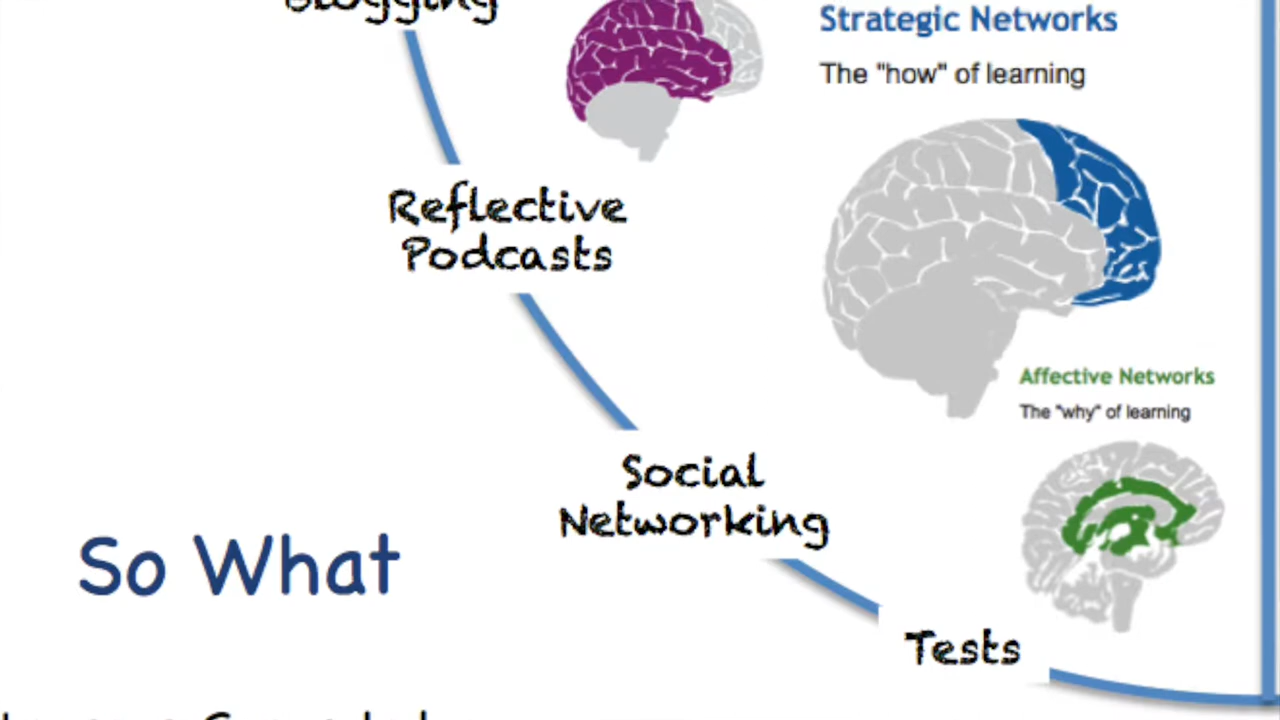 Blogging
Strategic Networks
The "how" of learning
Reflective
Podcasts
Affective Networks
The "why" of learning
Social
Networking
So What
Tests